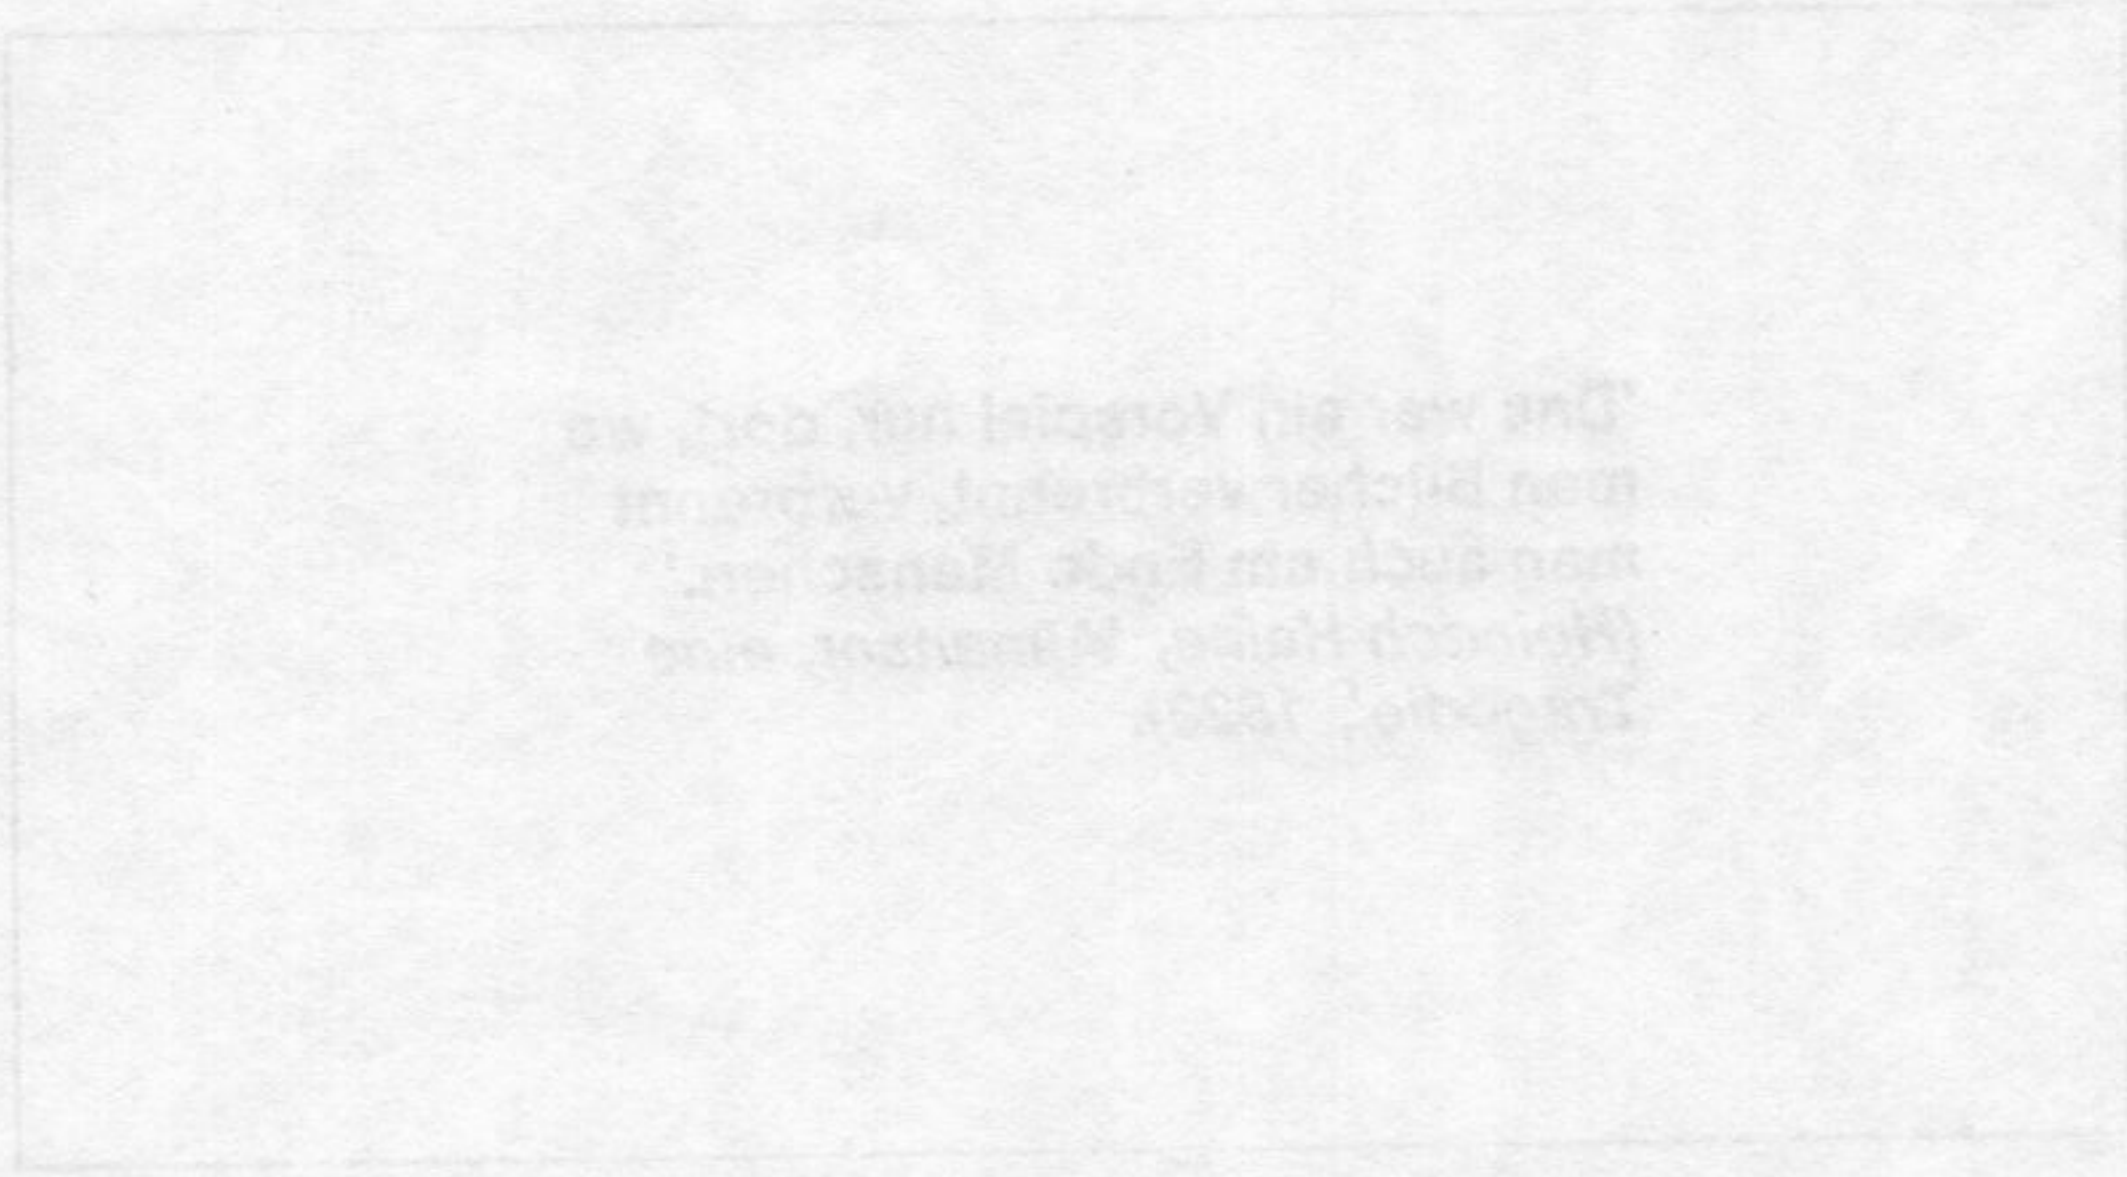 "Das war ein Vorspiel nur, dort wo
man Bücher verbrennt, verbrennt
man auch am Ende Menschen."
(Heinrich Heine, "Almansor, eine
Tragödie," 1820)